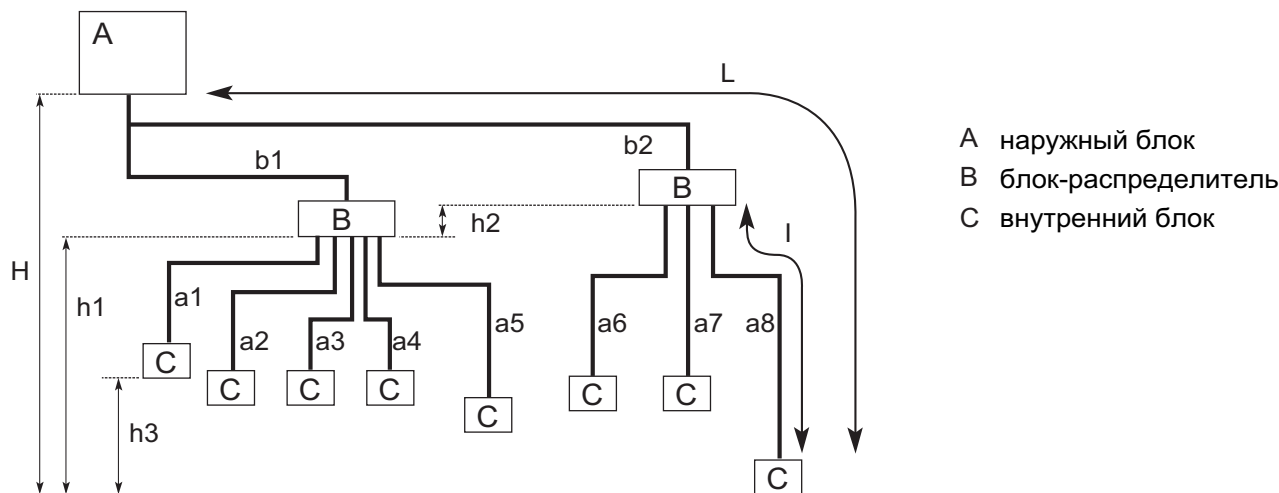 A
L
A наружный блок
b1
b2
B блок-распределитель
B
B
C внутренний блок
h2
I
H
h1
a1
a2
a3
a4
a5
a6
a7
a8
C
C
C
C
C
C
C
h3
C